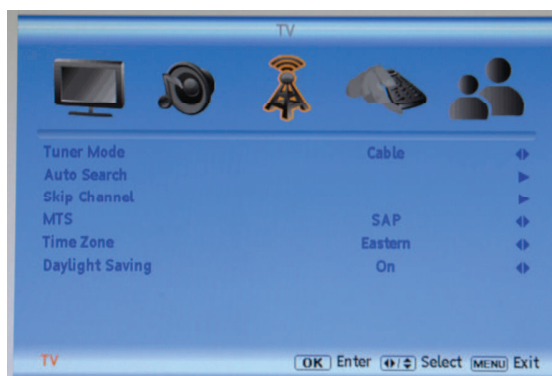 TV
Tuner Mode Cable
Auto Search
Skip Channel
MTS SAP
Time Zone Eastern
Daylight Saving On
TV OK Enter Select MENU Exit